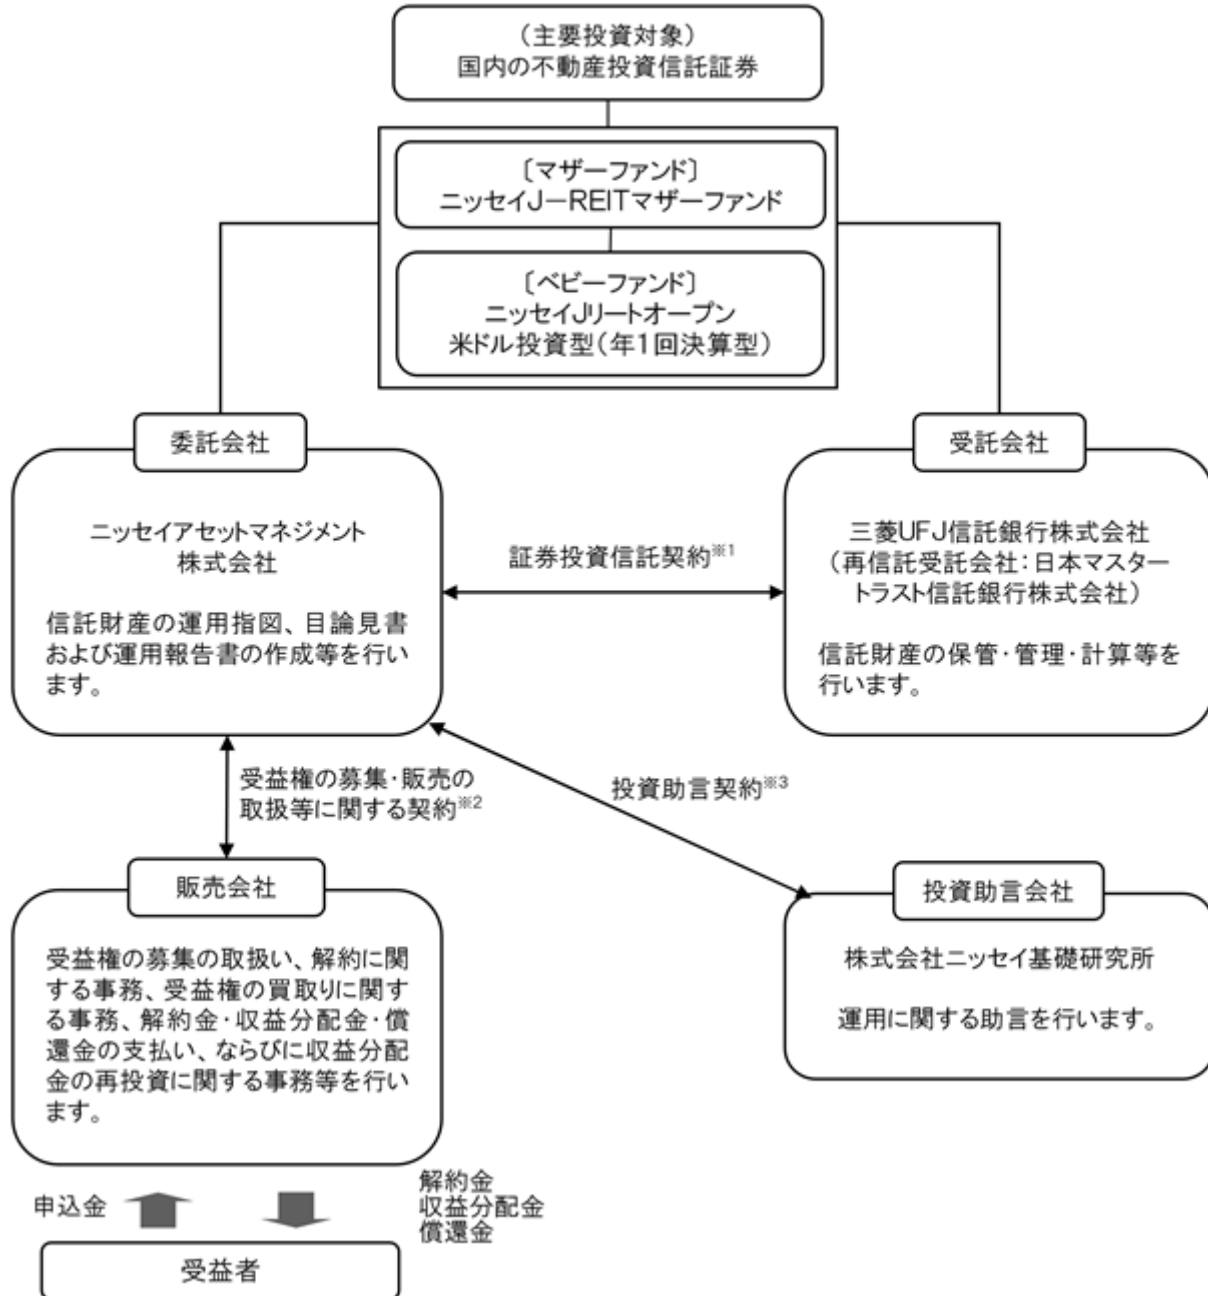 (主要投資対象)
国内の不動産投資信託証券
〔マザーファンド〕
ニッセイJ－REITマザーファンド
〔ベビーファンド〕
ニッセイJリートオープン
米ドル投資型(年1回決算型)
委託会社
ニッセイアセットマネジメント
株式会社
信託財産の運用指図、目論見書
および運用報告書の作成等を行い
ます。
証券投資信託契約※1
受託会社
三菱UFJ信託銀行株式会社
(再信託受託会社：日本マスター
トラスト信託銀行株式会社)
信託財産の保管・管理・計算等を
行います。
受益権の募集・販売の
取扱等に関する契約※2
投資助言契約※3
販売会社
受益権の募集の取扱い、解約に関
する事務、受益権の買取りに関す
る事務、解約金・収益分配金・償
還金の支払い、ならびに収益分配
金の再投資に関する事務等を行い
ます。
投資助言会社
株式会社ニッセイ基礎研究所
運用に関する助言を行います。
申込金
解約金
収益分配金
償還金
受益者